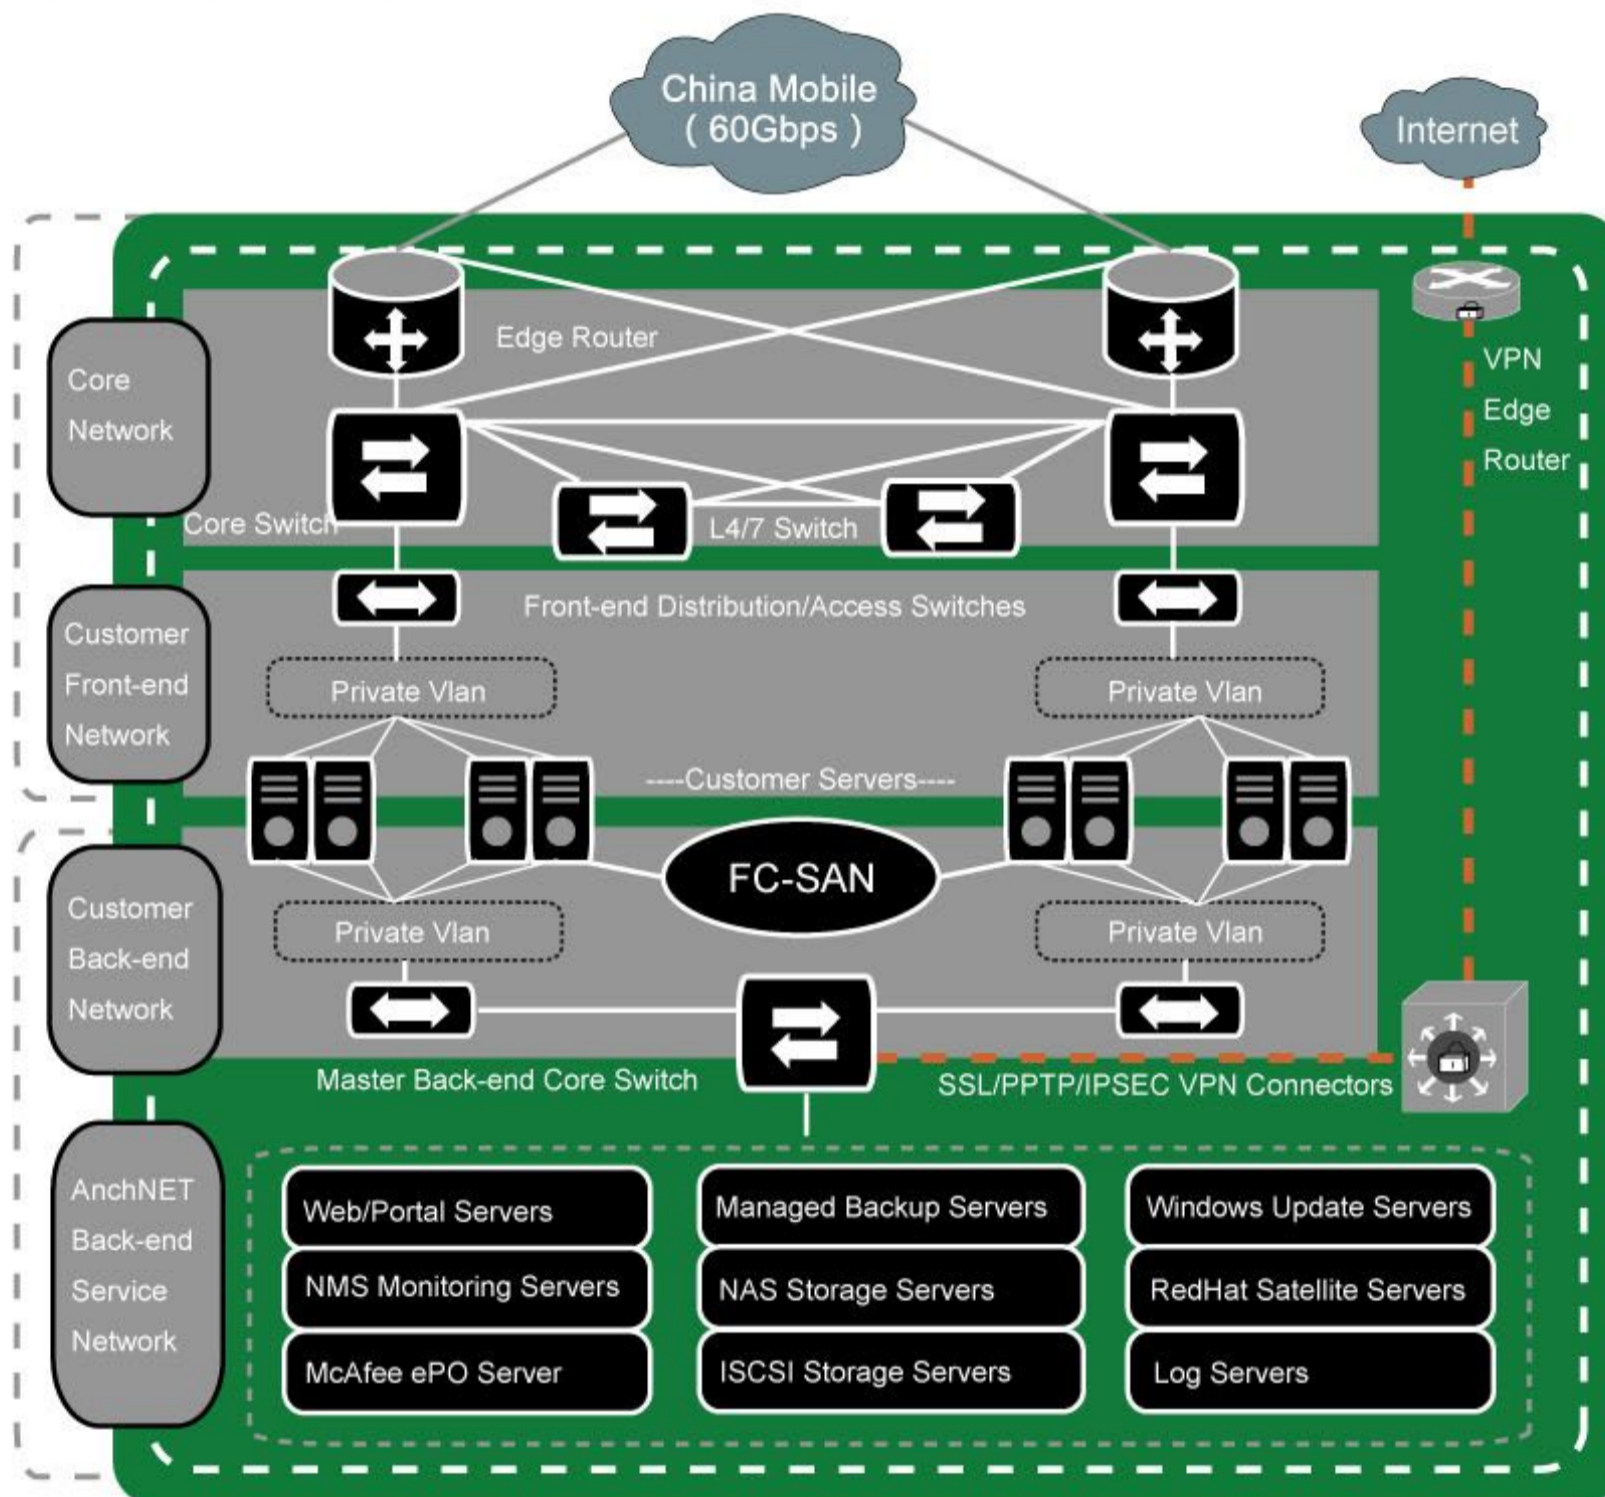 China Mobile
( 60Gbps )
Internet
Edge Router
VPN
Edge
Router
Core
Network
Core Switch
L4/7 Switch
Customer
Front-end
Network
Front-end Distribution/Access Switches
Private Vlan
Private Vlan
----Customer Servers----
FC-SAN
Customer
Back-end
Network
Private Vlan
Private Vlan
Master Back-end Core Switch
SSL/PPTP/IPSEC VPN Connectors
AnchNET
Back-end
Service
Network
Web/Portal Servers
Managed Backup Servers
Windows Update Servers
NMS Monitoring Servers
NAS Storage Servers
RedHat Satellite Servers
McAfee ePO Server
ISCSI Storage Servers
Log Servers